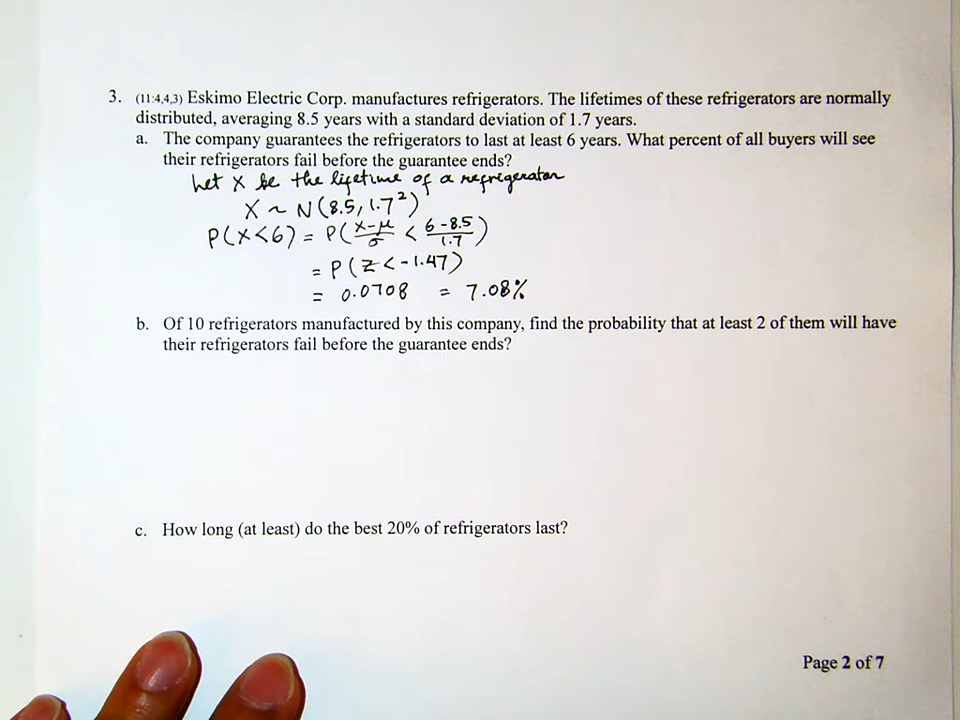 3. (11:4,4,3) Eskimo Electric Corp. manufactures refrigerators. The lifetimes of these refrigerators are normally
distributed, averaging 8.5 years with a standard deviation of 1.7 years.
a. The company guarantees the refrigerators to last at least 6 years. What percent of all buyers will see
their refrigerators fail before the guarantee ends?
Let X be the lifetime of a refrigerator
X ~ N(8.5, 1.7²)
P(X<6) = P((X-μ)/σ < (6-8.5)/1.7)
= P(Z<-1.47)
= 0.0708 = 7.08%
b. Of 10 refrigerators manufactured by this company, find the probability that at least 2 of them will have
their refrigerators fail before the guarantee ends?
c. How long (at least) do the best 20% of refrigerators last?
Page 2 of 7